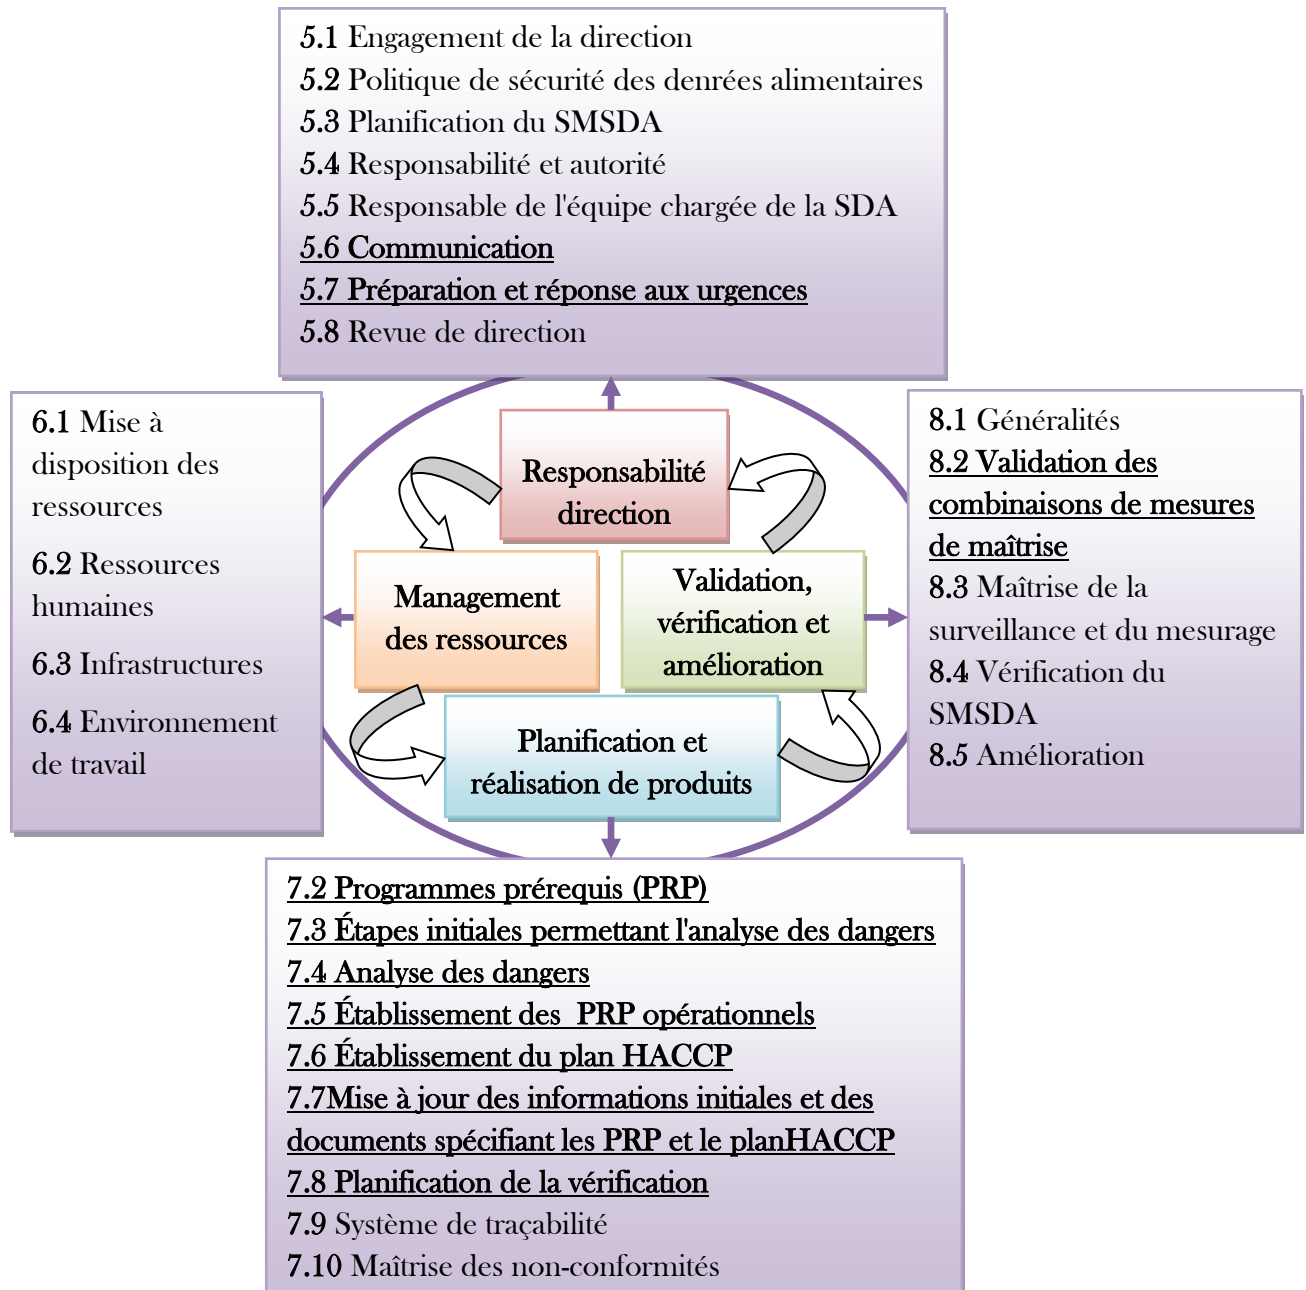 5.1 Engagement de la direction
5.2 Politique de sécurité des denrées alimentaires
5.3 Planification du SMSDA
5.4 Responsabilité et autorité
5.5 Responsable de l'équipe chargée de la SDA
5.6 Communication
5.7 Préparation et réponse aux urgences
5.8 Revue de direction
6.1 Mise à
disposition des
ressources
6.2 Ressources
humaines
6.3 Infrastructures
6.4 Environnement
de travail
Responsabilité
direction
Management
des ressources
Validation,
vérification et
amélioration
Planification et
réalisation de produits
8.1 Généralités
8.2 Validation des
combinaisons de mesures
de maîtrise
8.3 Maîtrise de la
surveillance et du mesurage
8.4 Vérification du
SMSDA
8.5 Amélioration
7.2 Programmes prérequis (PRP)
7.3 Étapes initiales permettant l'analyse des dangers
7.4 Analyse des dangers
7.5 Établissement des  PRP opérationnels
7.6 Établissement du plan HACCP
7.7Mise à jour des informations initiales et des
documents spécifiant les PRP et le planHACCP
7.8 Planification de la vérification
7.9 Système de traçabilité
7.10 Maîtrise des non-conformités